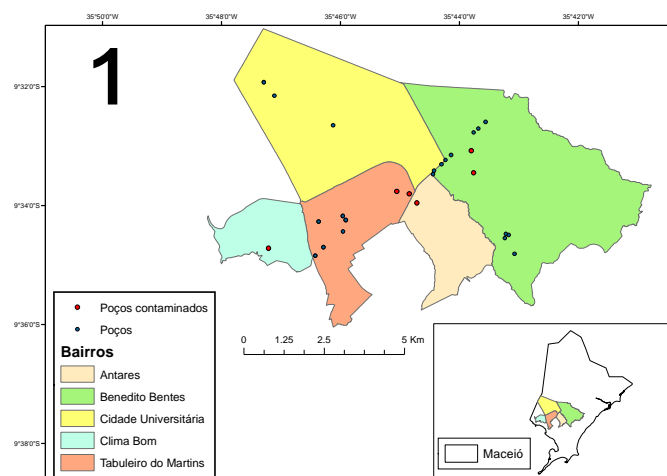 35°50'0"W 35°48'0"W 35°46'0"W 35°44'0"W 35°42'0"W
1
9°32'0"S
9°34'0"S
9°36'0"S
9°38'0"S
Poços contaminados
Poços
Bairros
Antares
Benedito Bentes
Cidade Universitária
Clima Bom
Tabuleiro do Martins
0 1.25 2.5 5 Km
Maceió